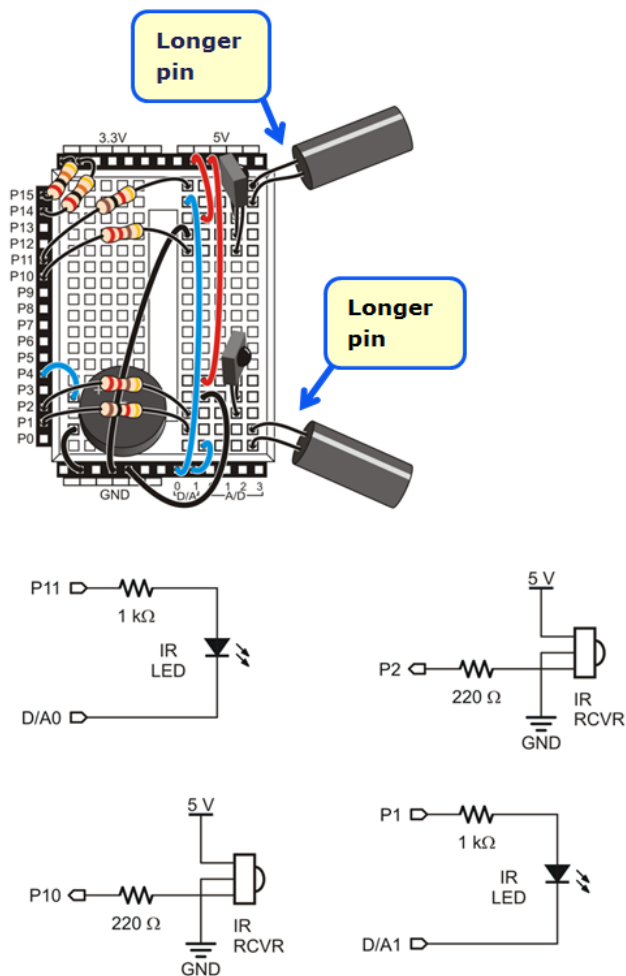 Longer
pin
3.3V
5V
P15
P14
P13
P12
P11
P10
P9
P8
P7
P6
P5
P4
P3
P2
P1
P0
+
Longer
pin
GND
0 1 1 2 3
D/A A/D
P11
1 kΩ
IR
LED
D/A0
5 V
P2
220 Ω
IR
RCVR
GND
5 V
P10
220 Ω
IR
RCVR
GND
P1
1 kΩ
IR
LED
D/A1